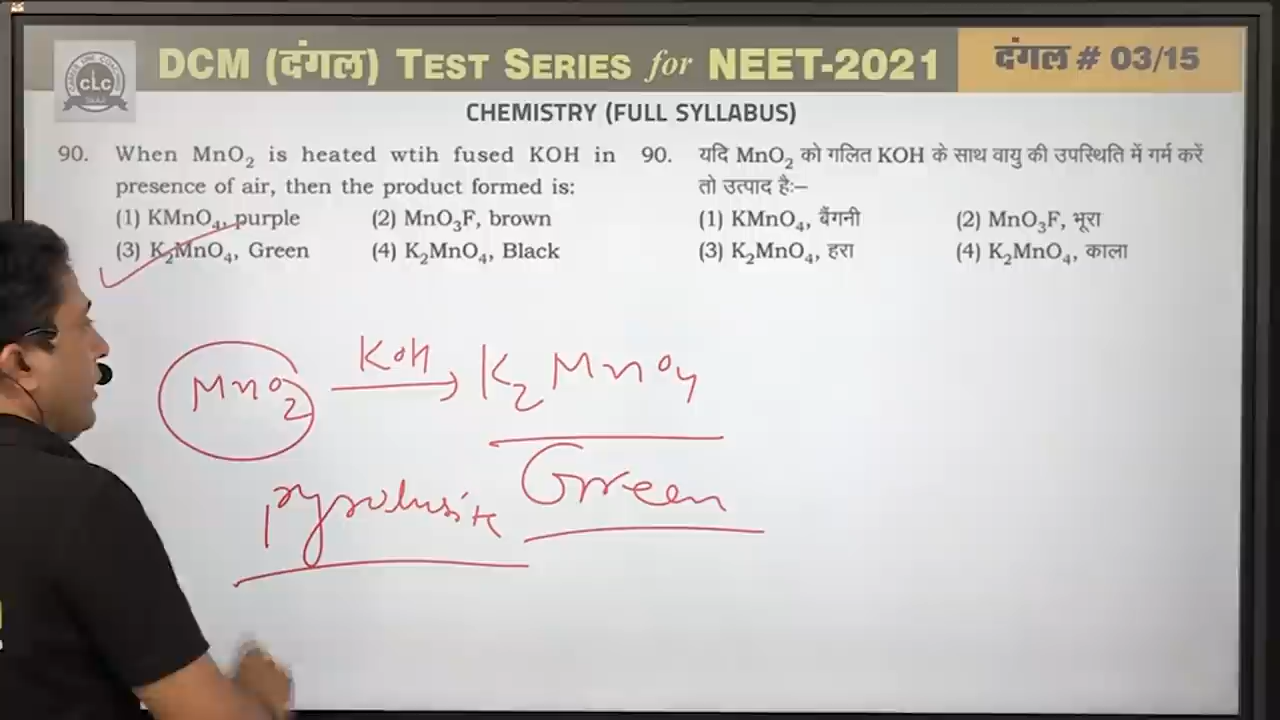 DCM (दंगल) TEST SERIES for NEET-2021
दंगल # 03/15
CLC
CHEMISTRY (FULL SYLLABUS)
90. When MnO₂ is heated wtih fused KOH in presence of air, then the product formed is:
(1) KMnO₄, purple (2) MnO₃F, brown
(3) K₂MnO₄, Green (4) K₂MnO₄, Black
90. यदि MnO₂ को गलित KOH के साथ वायु की उपस्थिति में गर्म करें
तो उत्पाद है:–
(1) KMnO₄, बैंगनी (2) MnO₃F, भूरा
(3) K₂MnO₄, हरा (4) K₂MnO₄, काला
MnO₂ KOH → K₂MnO₄
pyrolusite Green